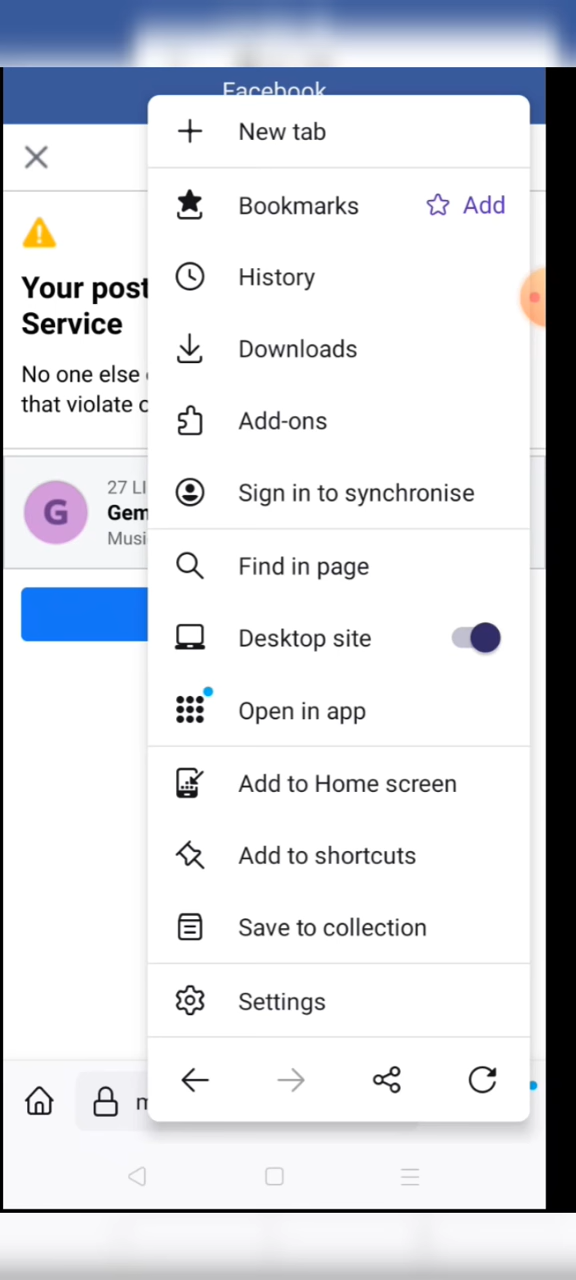 Facebook
New tab
Bookmarks Add
History
Your post
Service
Downloads
No one else
that violate
Add-ons
Sign in to synchronise
27
G
Gem
Musi
Find in page
Desktop site
Open in app
Add to Home screen
Add to shortcuts
Save to collection
Settings
m